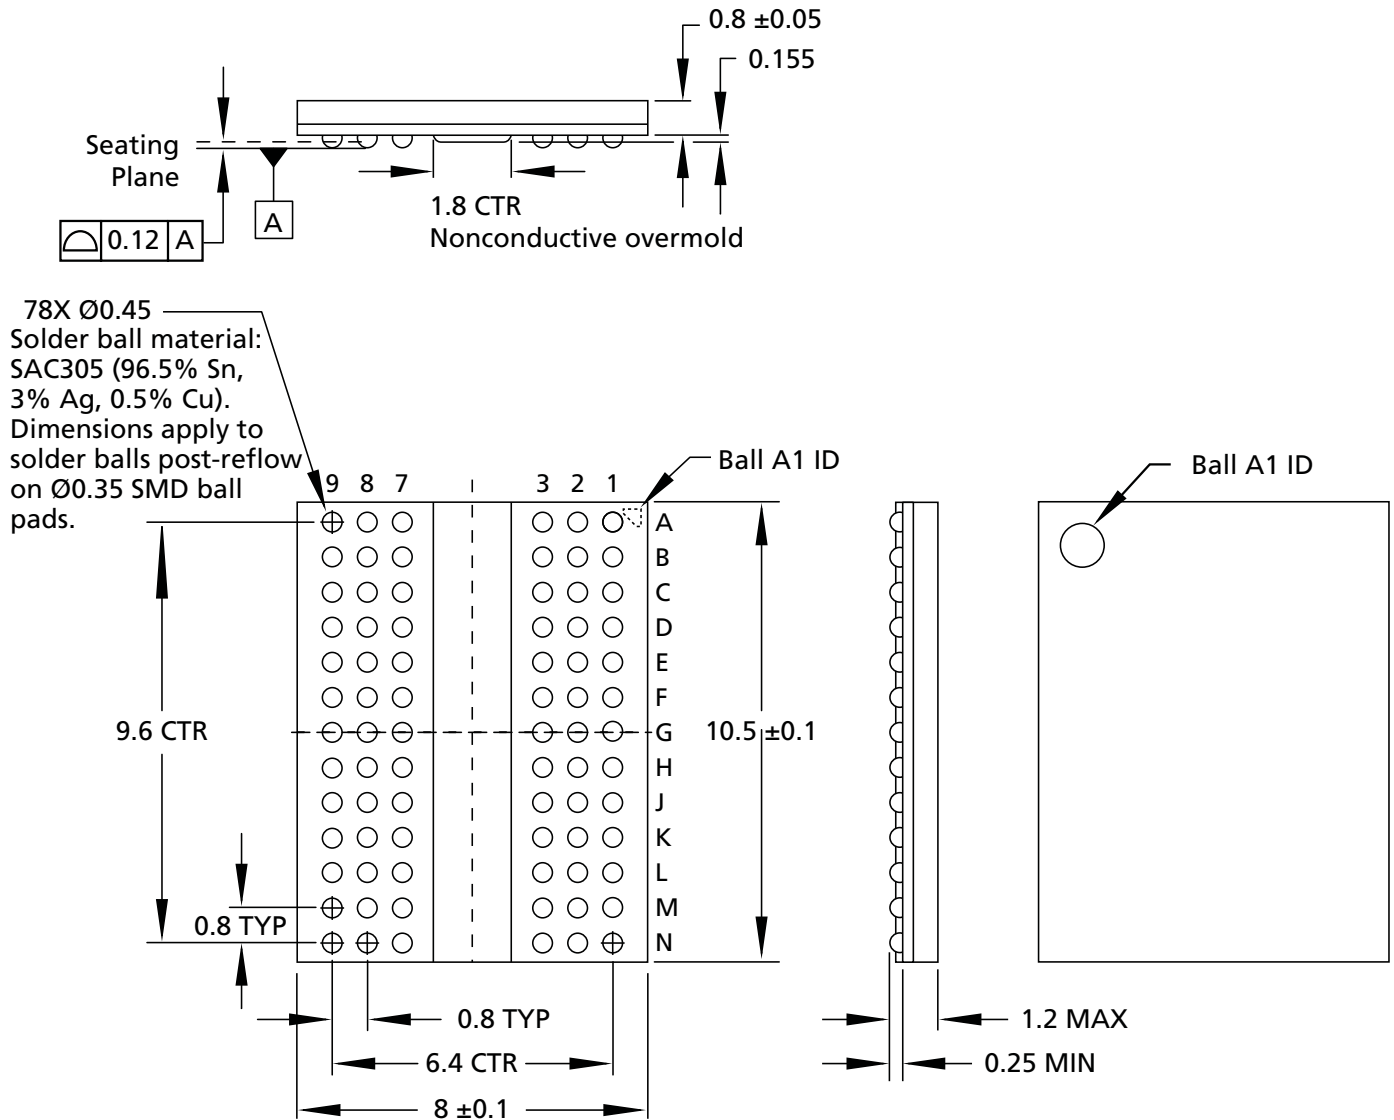 0.8 ±0.05
0.155
Seating
Plane
A
0.12 A
1.8 CTR
Nonconductive overmold
78X Ø0.45
Solder ball material:
SAC305 (96.5% Sn,
3% Ag, 0.5% Cu).
Dimensions apply to
solder balls post-reflow
on Ø0.35 SMD ball
pads.
Ball A1 ID
Ball A1 ID
9 8 7 3 2 1
A
B
C
D
E
F
G
H
J
K
L
M
N
9.6 CTR
10.5 ±0.1
0.8 TYP
0.8 TYP
1.2 MAX
6.4 CTR
0.25 MIN
8 ±0.1